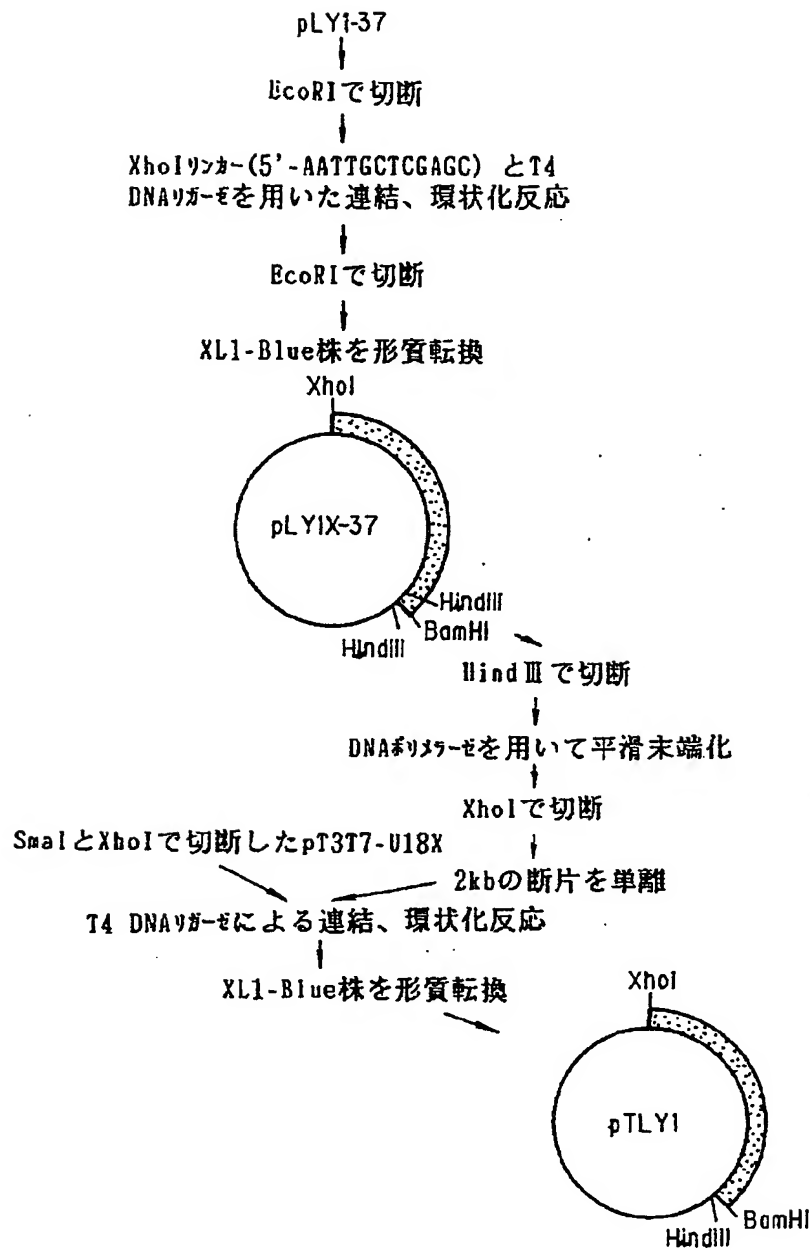 pLY1-37
EcoRIで切断
XhoIリンカー(5'-AATTGCTCGAGC) とT4
DNAリガーゼを用いた連結、環状化反応
EcoRIで切断
XL1-Blue株を形質転換
XhoI
pLY1X-37
HindIII
BamHI
HindIII
HindⅢで切断
DNAポリメラーゼを用いて平滑末端化
XhoIで切断
SmaIとXhoIで切断したpT3T7-U18X
2kbの断片を単離
T4 DNAリガーゼによる連結、環状化反応
XL1-Blue株を形質転換
XhoI
pTLY1
BamHI
HindIII